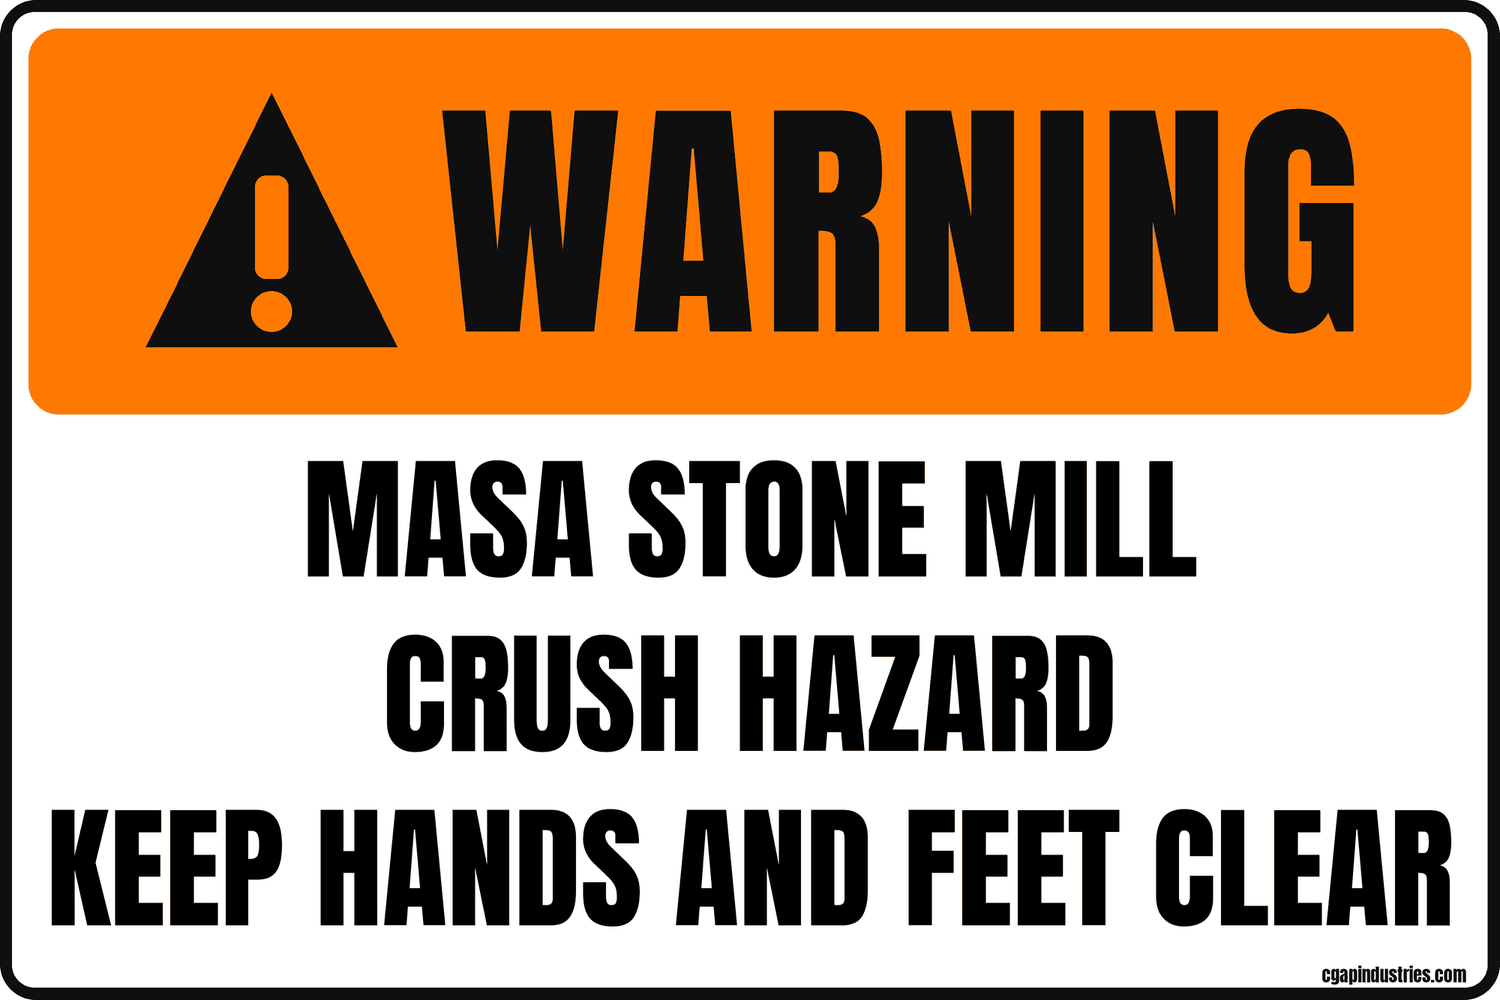 WARNING
MASA STONE MILL
CRUSH HAZARD
KEEP HANDS AND FEET CLEAR
cgapindustries.com